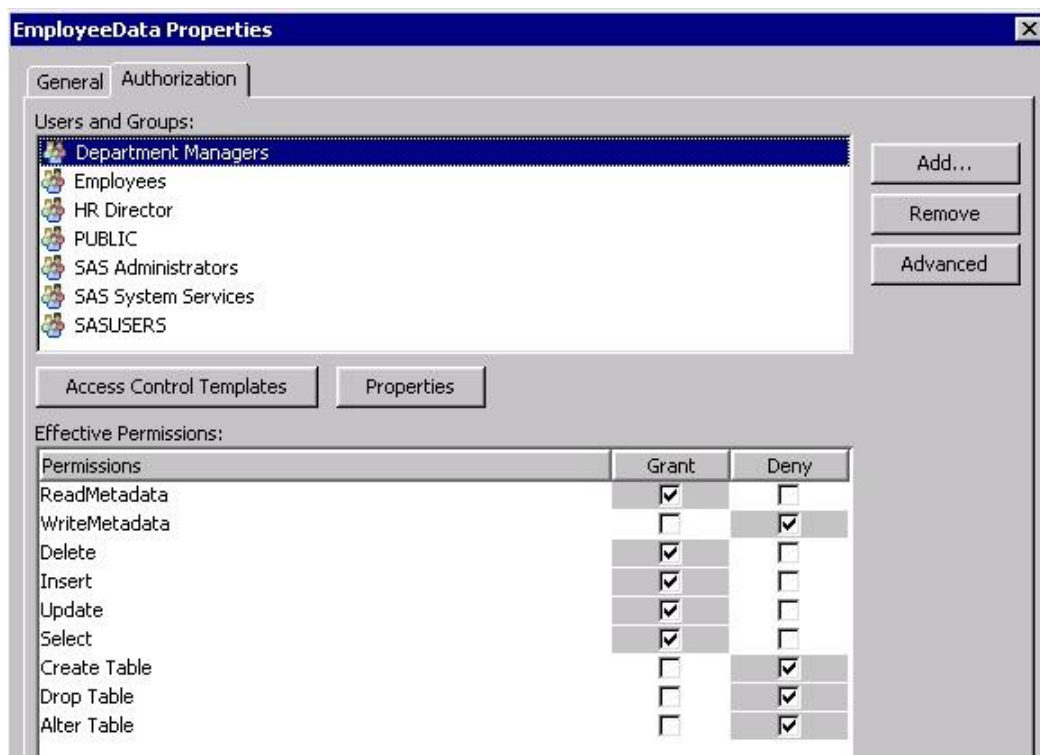 EmployeeData Properties
General Authorization
Users and Groups:
Department Managers
Employees
HR Director
PUBLIC
SAS Administrators
SAS System Services
SASUSERS
Add...
Remove
Advanced
Access Control Templates Properties
Effective Permissions:
Permissions Grant Deny
ReadMetadata
WriteMetadata
Delete
Insert
Update
Select
Create Table
Drop Table
Alter Table